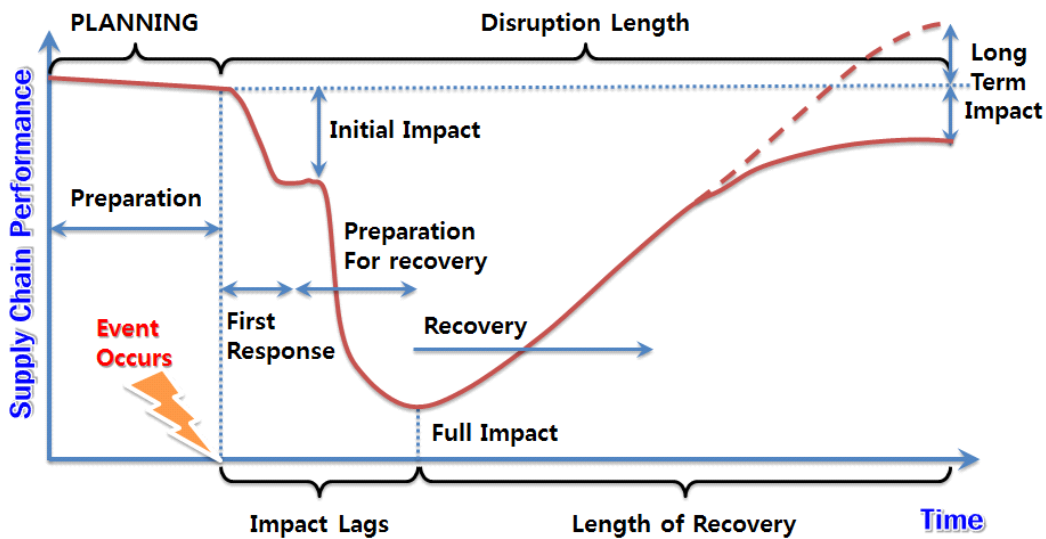 PLANNING
Disruption Length
Long
Term
Impact
Initial Impact
Preparation
Preparation
For recovery
First
Response
Recovery
Event
Occurs
Full Impact
Impact Lags
Length of Recovery
Time
Supply Chain Performance